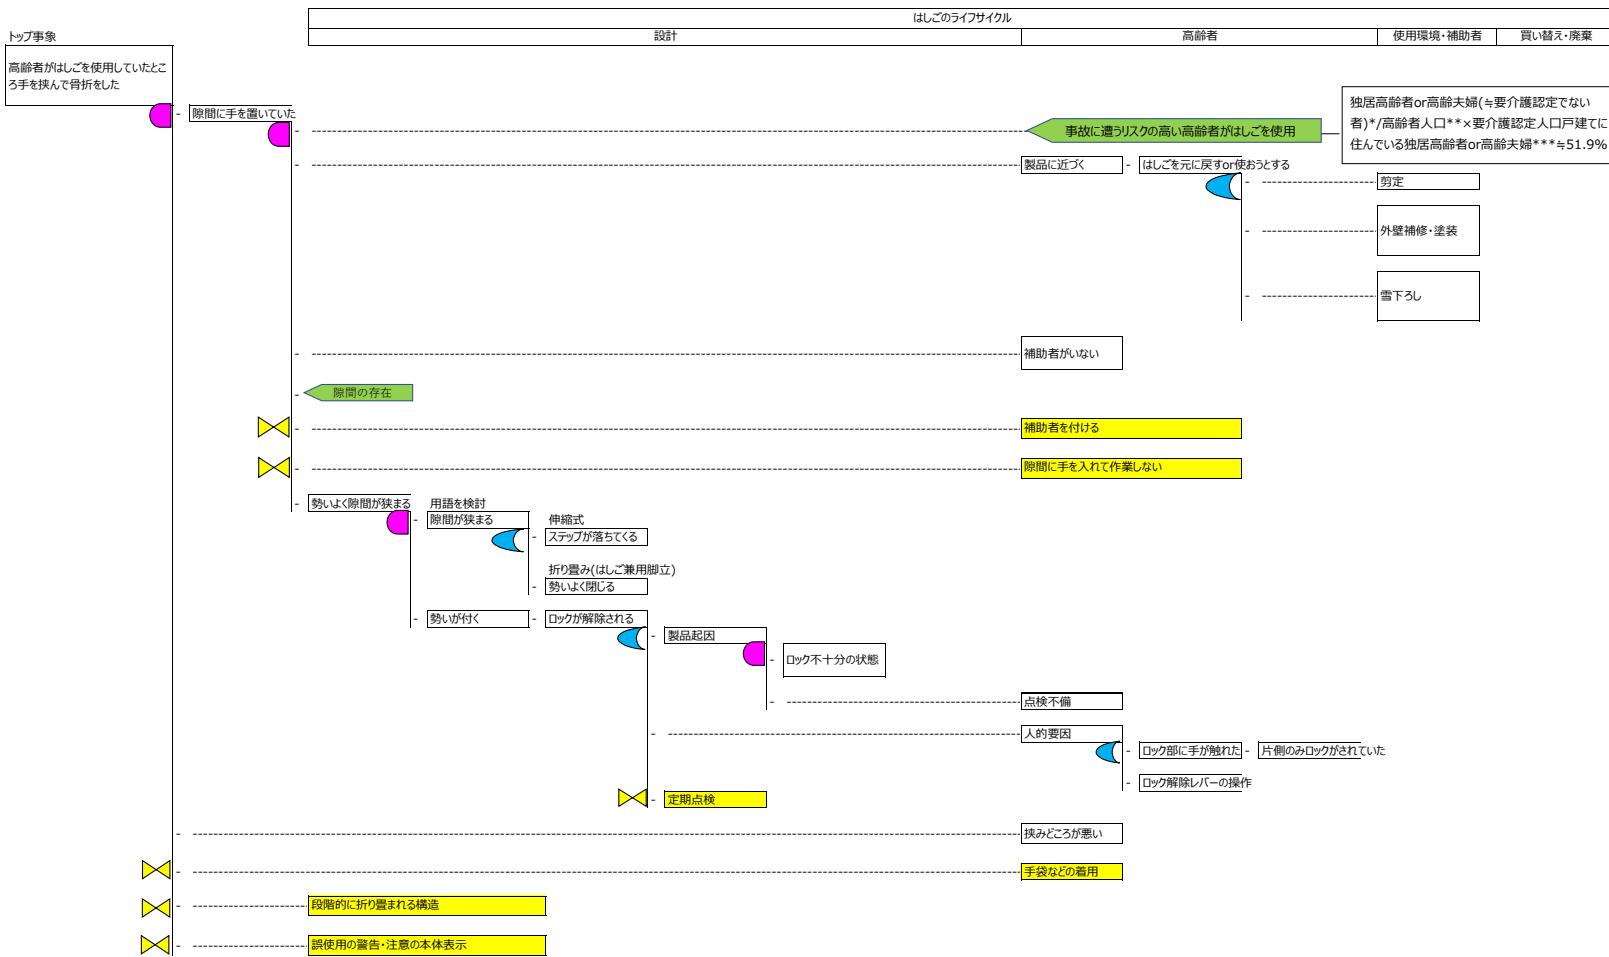 はしごのライフサイクル
トップ事象
設計
高齢者
使用環境・補助者
買い替え・廃棄
高齢者がはしごを使用していたとこ
ろ手を挟んで骨折をした
隙間に手を置いていた
事故に遭うリスクの高い高齢者がはしごを使用
独居高齢者or高齢夫婦(≒要介護認定でない
者)*/高齢者人口**×要介護認定人口戸建てに
住んでいる独居高齢者or高齢夫婦***≒51.9%
製品に近づく
はしごを元に戻すor使おうとする
剪定
外壁補修・塗装
雪下ろし
補助者がいない
隙間の存在
補助者を付ける
隙間に手を入れて作業しない
勢いよく隙間が狭まる
用語を検討
隙間が狭まる
伸縮式
ステップが落ちてくる
折り畳み(はしご兼用脚立)
勢いよく閉じる
勢いが付く
ロックが解除される
製品起因
ロック不十分の状態
点検不備
人的要因
ロック部に手が触れた
片側のみロックがされていた
ロック解除レバーの操作
定期点検
挟みどころが悪い
手袋などの着用
段階的に折り畳まれる構造
誤使用の警告・注意の本体表示